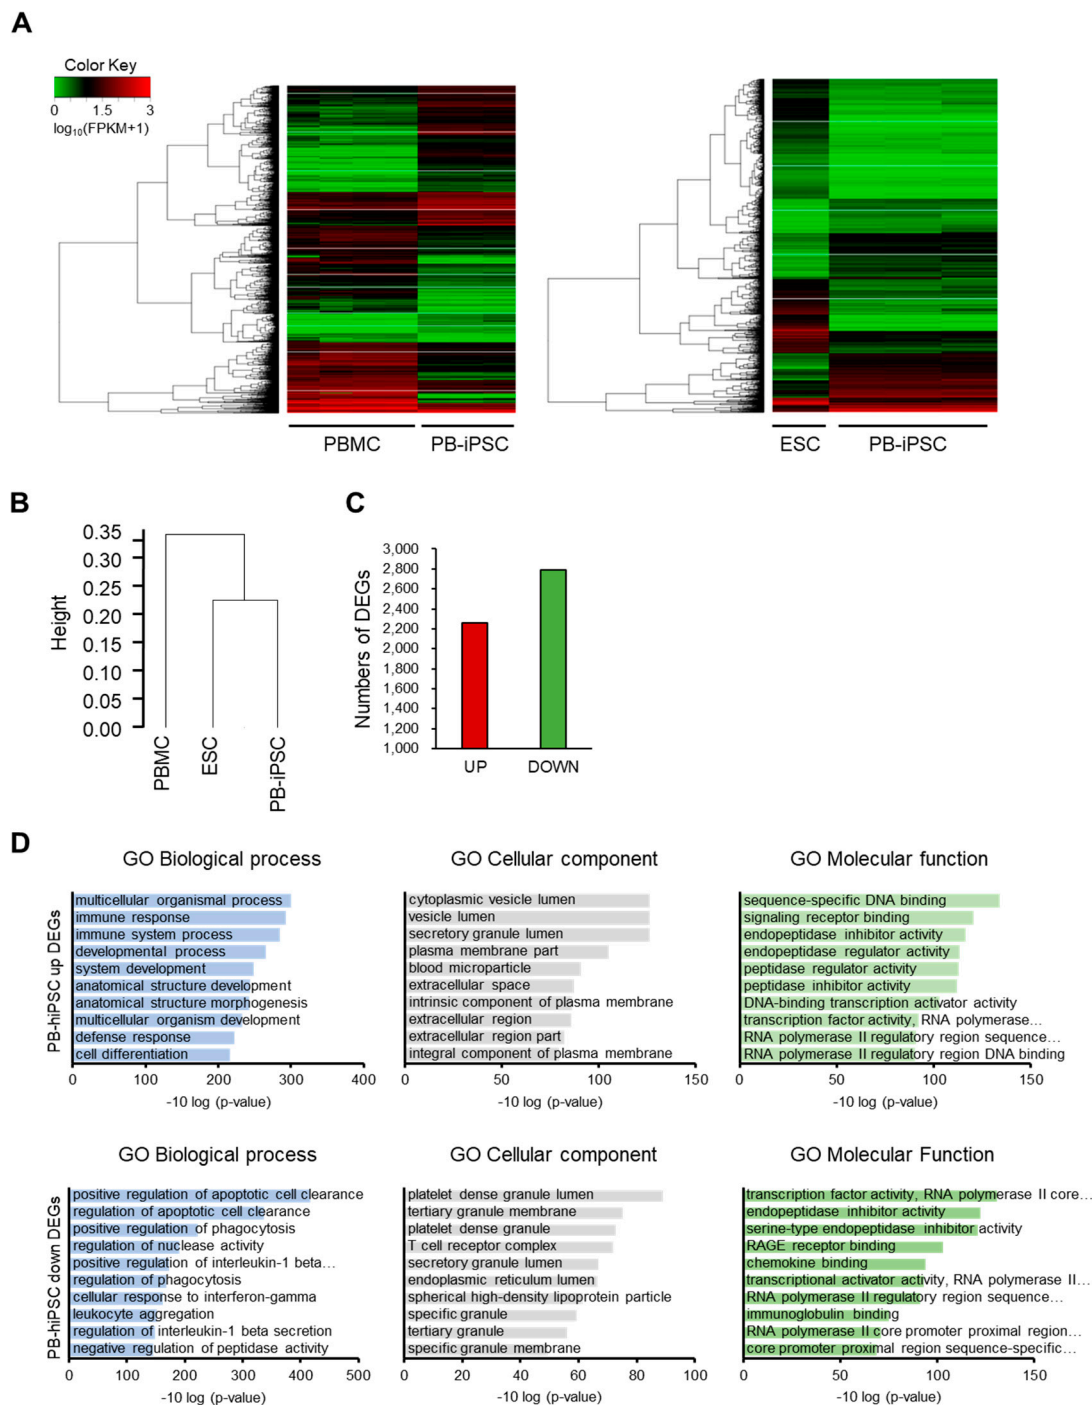 A
Color Key
0 1.5 3
log10(FPKM+1)
PBMC PB-iPSC
ESC PB-iPSC
B
Height
0.35
0.30
0.25
0.20
0.15
0.10
0.05
0.00
PBMC
ESC
PB-iPSC
C
Numbers of DEGs
3,000
2,800
2,600
2,400
2,200
2,000
1,800
1,600
1,400
1,200
1,000
UP DOWN
D
PB-hiPSC up DEGs
GO Biological process
multicellular organismal process
immune response
immune system process
developmental process
system development
anatomical structure development
anatomical structure morphogenesis
multicellular organism development
defense response
cell differentiation
0 100 200 300 400
-10 log (p-value)
GO Cellular component
cytoplasmic vesicle lumen
vesicle lumen
secretory granule lumen
plasma membrane part
blood microparticle
extracellular space
intrinsic component of plasma membrane
extracellular region
extracellular region part
integral component of plasma membrane
0 50 100 150
-10 log (p-value)
GO Molecular function
sequence-specific DNA binding
signaling receptor binding
endopeptidase inhibitor activity
endopeptidase regulator activity
peptidase regulator activity
peptidase inhibitor activity
DNA-binding transcription activator activity
transcription factor activity, RNA polymerase…
RNA polymerase II regulatory region sequence…
RNA polymerase II regulatory region DNA binding
0 50 100 150
-10 log (p-value)
PB-hiPSC down DEGs
GO Biological process
positive regulation of apoptotic cell clearance
regulation of apoptotic cell clearance
positive regulation of phagocytosis
regulation of nuclease activity
positive regulation of interleukin-1 beta…
regulation of phagocytosis
cellular response to interferon-gamma
leukocyte aggregation
regulation of interleukin-1 beta secretion
negative regulation of peptidase activity
0 100 200 300 400 500
-10 log (p-value)
GO Cellular component
platelet dense granule lumen
tertiary granule membrane
platelet dense granule
T cell receptor complex
secretory granule lumen
endoplasmic reticulum lumen
spherical high-density lipoprotein particle
specific granule
tertiary granule
specific granule membrane
0 20 40 60 80 100
-10 log (p-value)
GO Molecular Function
transcription factor activity, RNA polymerase II core…
endopeptidase inhibitor activity
serine-type endopeptidase inhibitor activity
RAGE receptor binding
chemokine binding
transcriptional activator activity, RNA polymerase II…
RNA polymerase II regulatory region sequence…
immunoglobulin binding
RNA polymerase II core promoter proximal region…
core promoter proximal region sequence-specific…
0 50 100 150
-10 log (p-value)